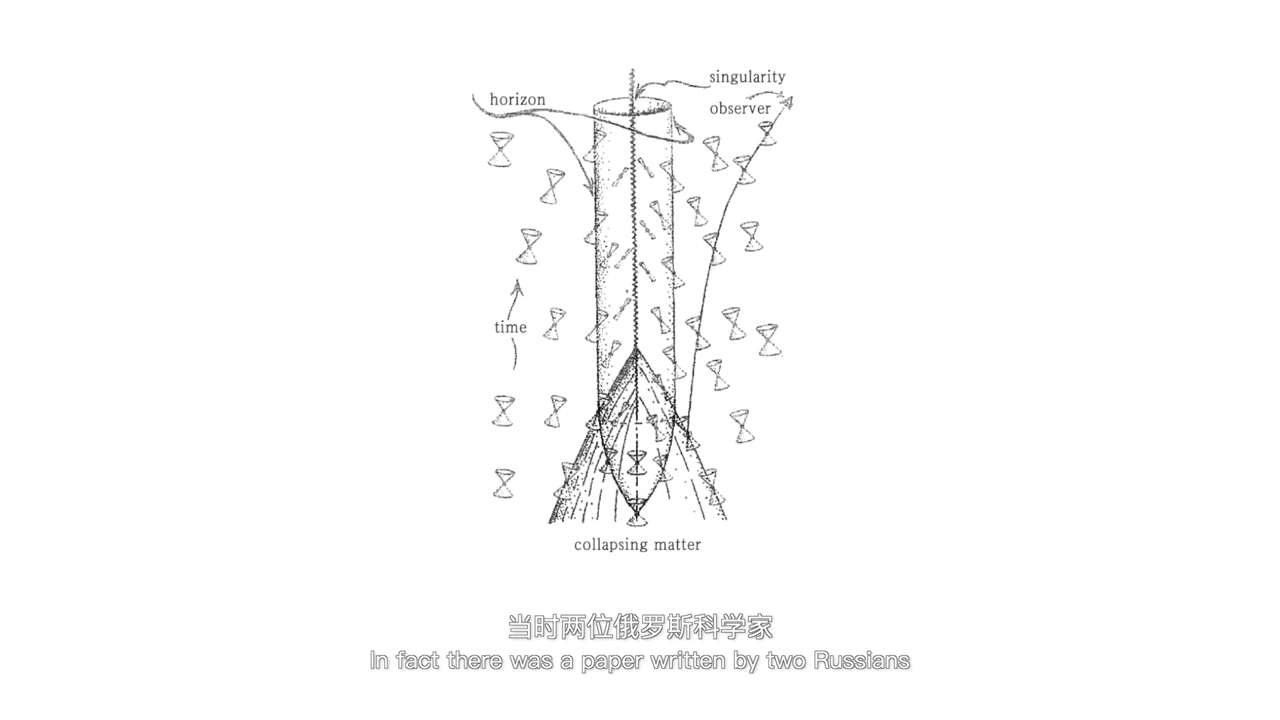 singularity
horizon
observer
time
collapsing matter
当时两位俄罗斯科学家
In fact there was a paper written by two Russians